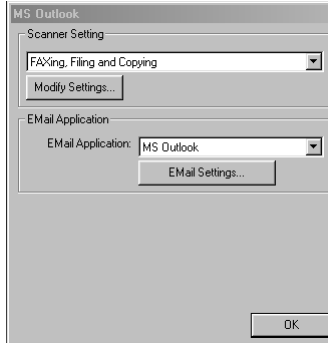 MS Outlook
Scanner Setting
FAXing, Filing and Copying
Modify Settings...
EMail Application
EMail Application: MS Outlook
EMail Settings...
OK